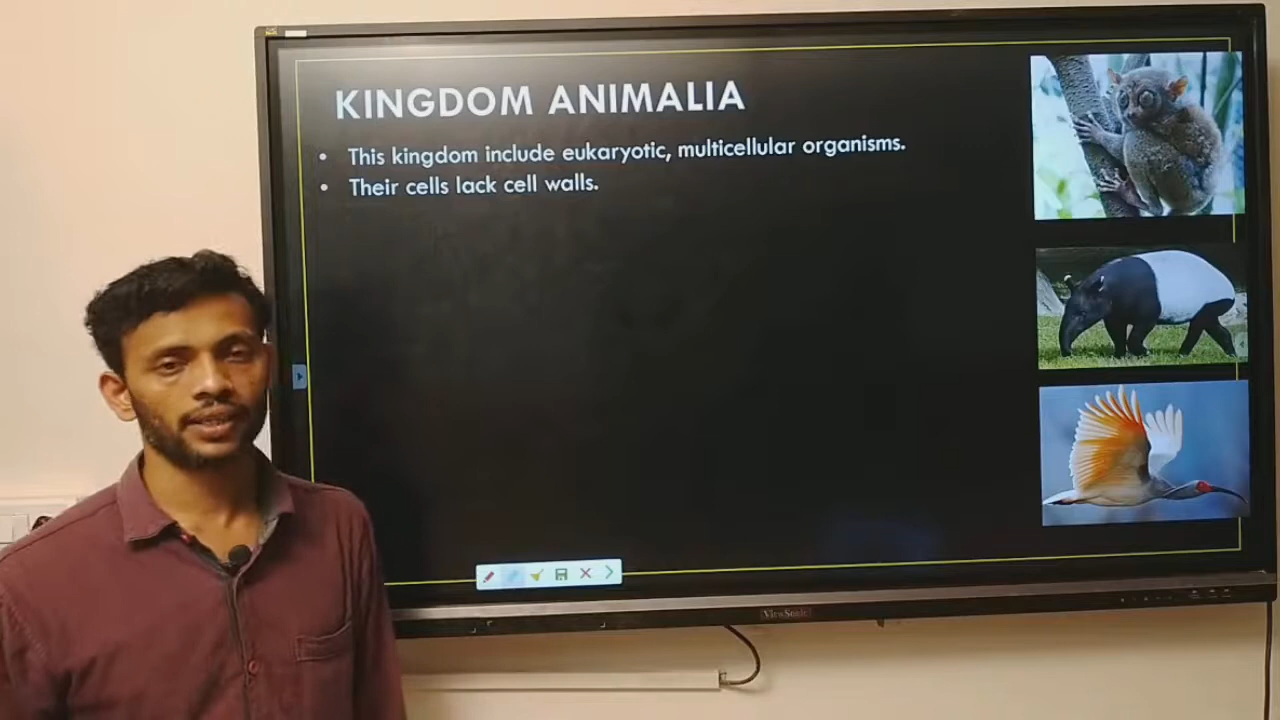 KINGDOM ANIMALIA
• This kingdom include eukaryotic, multicellular organisms.
• Their cells lack cell walls.
ViewSonic